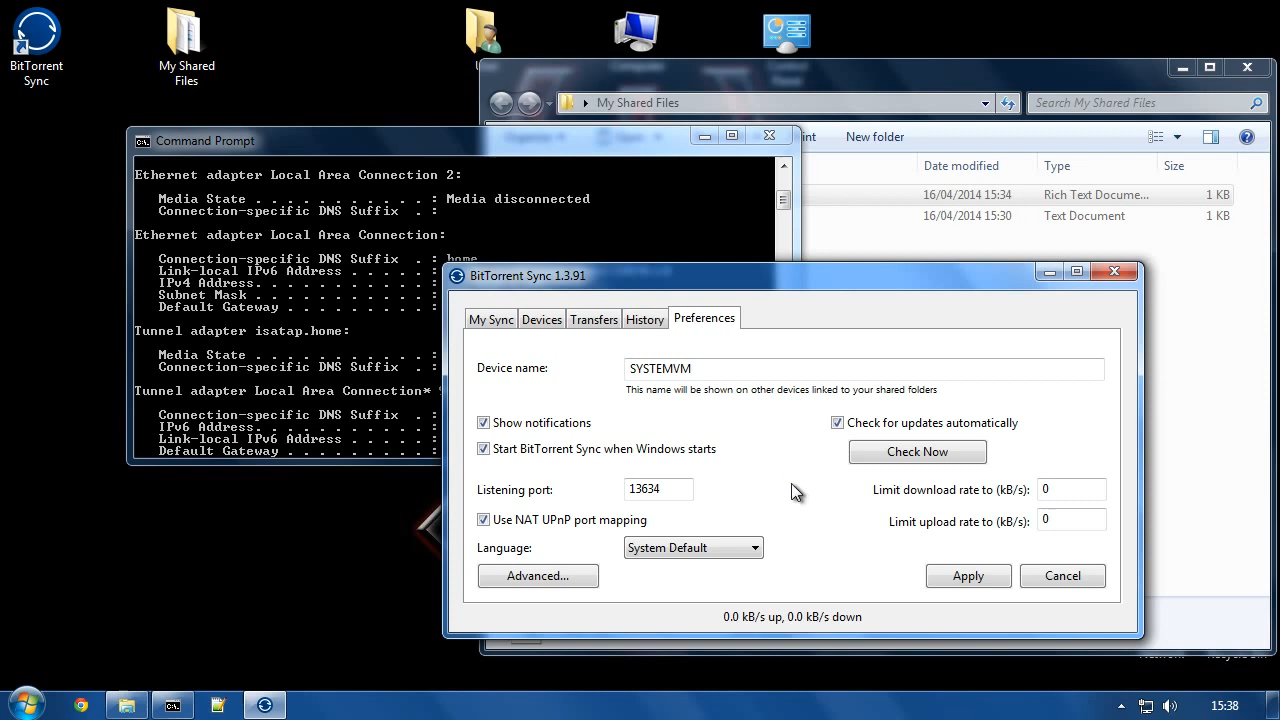 BitTorrent
Sync
My Shared
Files
My Shared Files
Search My Shared Files
New folder
Date modified
Type
Size
16/04/2014 15:34
Rich Text Docume...
1 KB
16/04/2014 15:30
Text Document
1 KB
Command Prompt
Ethernet adapter Local Area Connection 2:
Media State . . . . . . . . . . . : Media disconnected
Connection-specific DNS Suffix . :
Ethernet adapter Local Area Connection:
Connection-specific DNS Suffix . : home
Link-local IPv6 Address . . . . . :
IPv4 Address. . . . . . . . . . . :
Subnet Mask . . . . . . . . . . . :
Default Gateway . . . . . . . . . :
Tunnel adapter isatap.home:
Media State . . . . . . . . . . . :
Connection-specific DNS Suffix . :
Tunnel adapter Local Area Connection*
Connection-specific DNS Suffix . :
IPv6 Address. . . . . . . . . . . :
Link-local IPv6 Address . . . . . :
Default Gateway . . . . . . . . . :
BitTorrent Sync 1.3.91
My Sync
Devices
Transfers
History
Preferences
Device name:
SYSTEMVM
This name will be shown on other devices linked to your shared folders
Show notifications
Check for updates automatically
Start BitTorrent Sync when Windows starts
Check Now
Listening port:
13634
Limit download rate to (kB/s):
0
Use NAT UPnP port mapping
Limit upload rate to (kB/s):
0
Language:
System Default
Advanced...
Apply
Cancel
0.0 kB/s up, 0.0 kB/s down
15:38